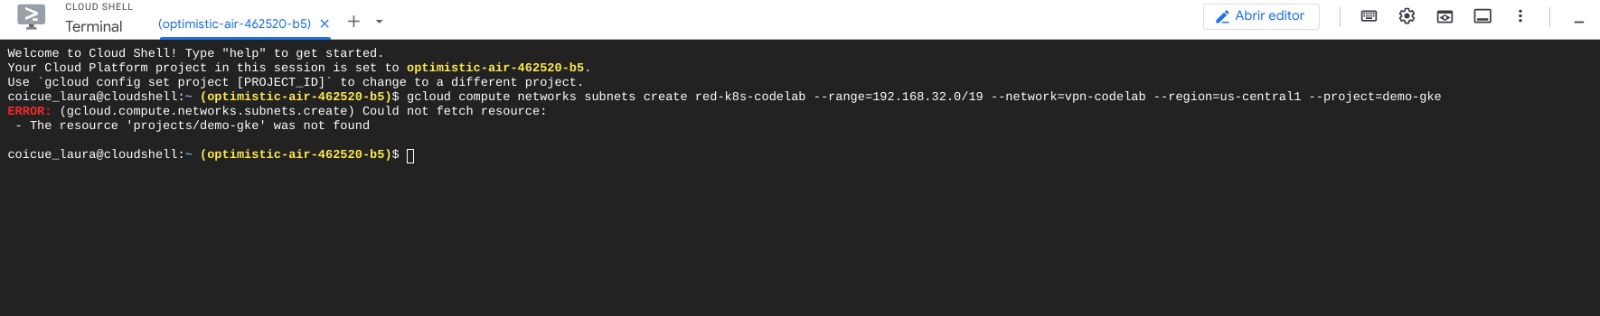 CLOUD SHELL
Terminal
(optimistic-air-462520-b5)
Abrir editor
Welcome to Cloud Shell! Type "help" to get started.
Your Cloud Platform project in this session is set to optimistic-air-462520-b5.
Use `gcloud config set project [PROJECT_ID]` to change to a different project.
coicue_laura@cloudshell:~ (optimistic-air-462520-b5)$ gcloud compute networks subnets create red-k8s-codelab --range=192.168.32.0/19 --network=vpn-codelab --region=us-central1 --project=demo-gke
ERROR: (gcloud.compute.networks.subnets.create) Could not fetch resource:
 - The resource 'projects/demo-gke' was not found
coicue_laura@cloudshell:~ (optimistic-air-462520-b5)$